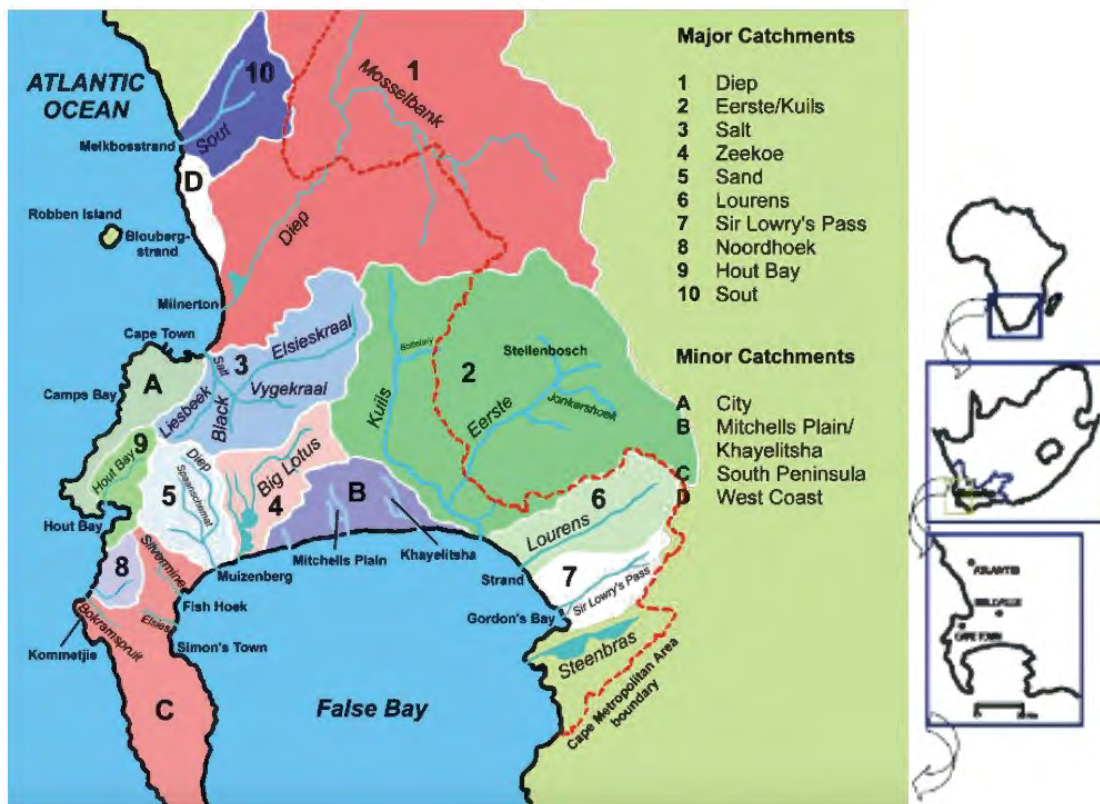 ATLANTIC
OCEAN
10
1
Mosselbank
Sout
Melkbosstrand
D
Robben Island
Bloubergstrand
Diep
Milnerton
Cape Town
3
Salt
Elsieskraal
Vygekraal
Liesbeek
Black
Camps Bay
A
9
Hout Bay
Hout Bay
Diep
Spaanschemat
5
Big Lotus
4
B
Kuils
Bottelary
2
Stellenbosch
Eerste
Jonkershoek
6
Lourens
7
Sir Lowry's Pass
Mitchells Plain
Khayelitsha
Strand
Gordon's Bay
Muizenberg
8
Silvermine
Fish Hoek
Elsies
Simon's Town
Bokramspruit
Kommetjie
C
False Bay
Steenbras
Cape Metropolitan Area
boundary
Major Catchments
1 Diep
2 Eerste/Kuils
3 Salt
4 Zeekoe
5 Sand
6 Lourens
7 Sir Lowry's Pass
8 Noordhoek
9 Hout Bay
10 Sout
Minor Catchments
A City
B Mitchells Plain/
Khayelitsha
C South Peninsula
D West Coast
ATLANTIS
BELLVILLE
CAPE TOWN